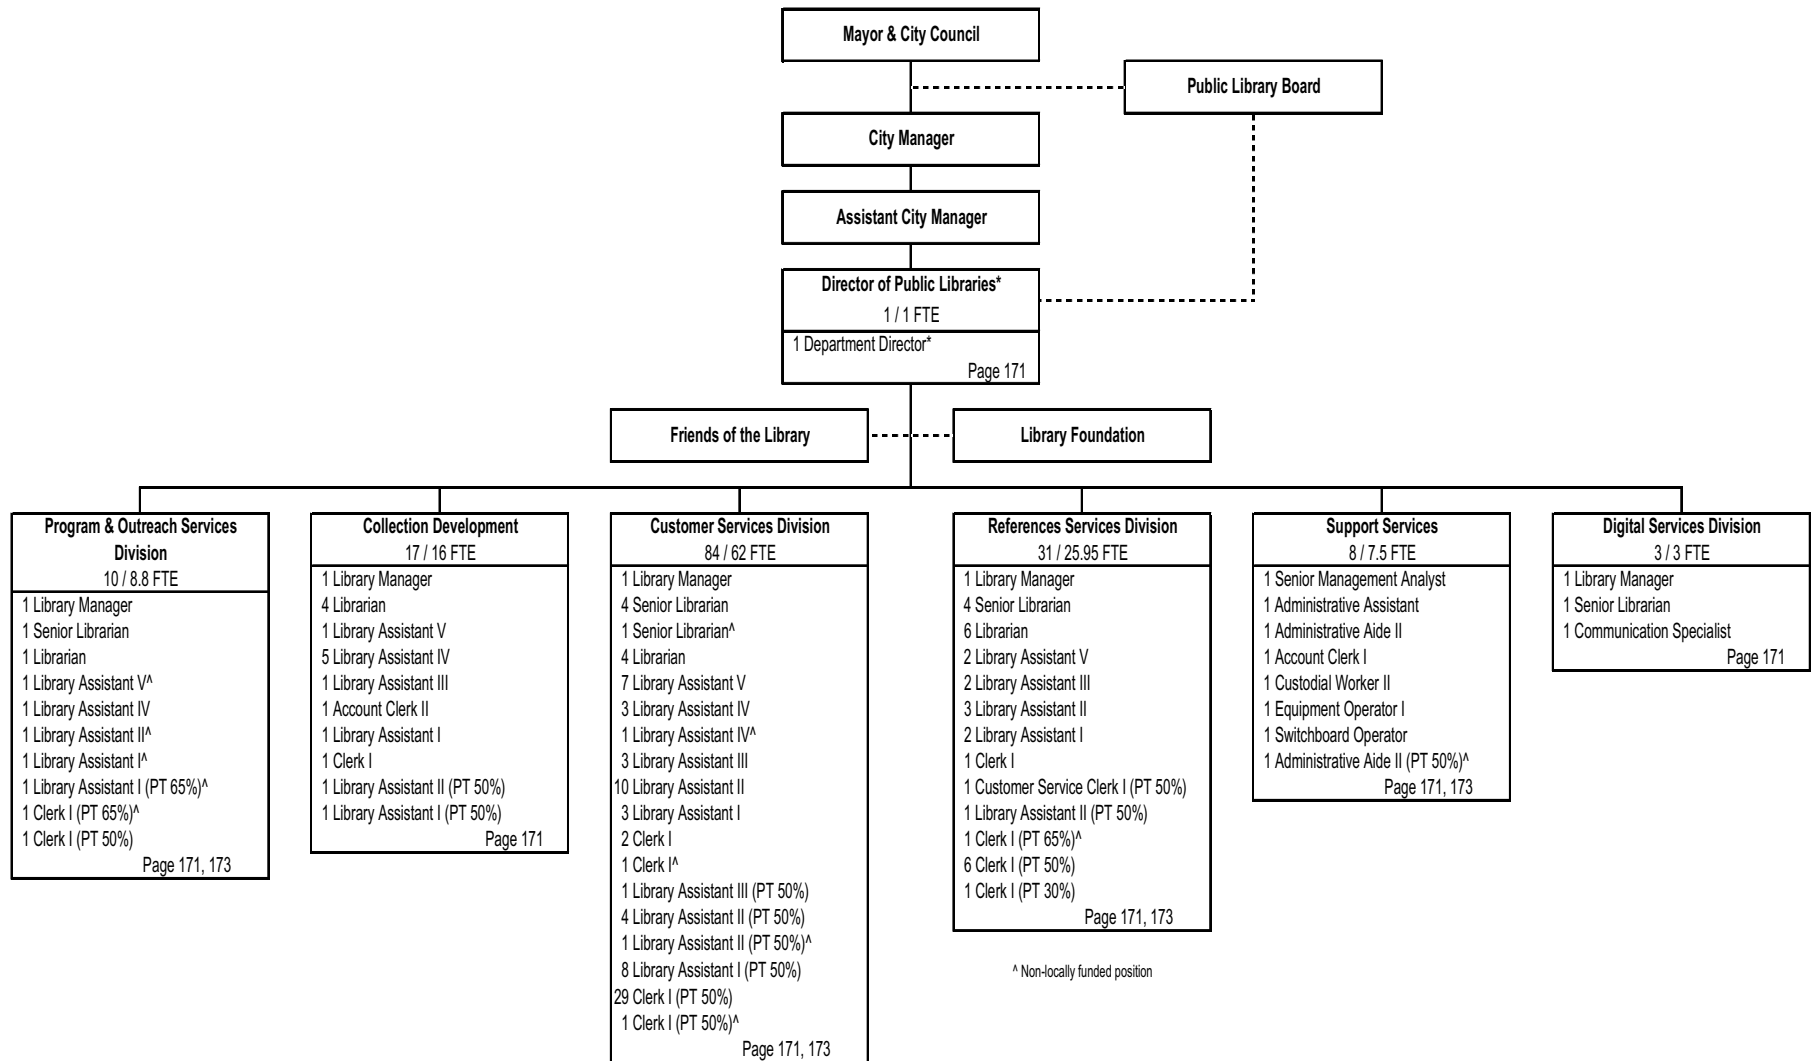 Mayor & City Council
Public Library Board
City Manager
Assistant City Manager
Director of Public Libraries*
1 / 1 FTE
1 Department Director*
Page 171
Friends of the Library
Library Foundation
Program & Outreach Services
Division
10 / 8.8 FTE
1 Library Manager
1 Senior Librarian
1 Librarian
1 Library Assistant V^
1 Library Assistant IV
1 Library Assistant II^
1 Library Assistant I^
1 Library Assistant I (PT 65%)^
1 Clerk I (PT 65%)^
1 Clerk I (PT 50%)
Page 171, 173
Collection Development
17 / 16 FTE
1 Library Manager
4 Librarian
1 Library Assistant V
5 Library Assistant IV
1 Library Assistant III
1 Account Clerk II
1 Library Assistant I
1 Clerk I
1 Library Assistant II (PT 50%)
1 Library Assistant I (PT 50%)
Page 171
Customer Services Division
84 / 62 FTE
1 Library Manager
4 Senior Librarian
1 Senior Librarian^
4 Librarian
7 Library Assistant V
3 Library Assistant IV
1 Library Assistant IV^
3 Library Assistant III
10 Library Assistant II
3 Library Assistant I
2 Clerk I
1 Clerk I^
1 Library Assistant III (PT 50%)
4 Library Assistant II (PT 50%)
1 Library Assistant II (PT 50%)^
8 Library Assistant I (PT 50%)
29 Clerk I (PT 50%)
1 Clerk I (PT 50%)^
Page 171, 173
References Services Division
31 / 25.95 FTE
1 Library Manager
4 Senior Librarian
6 Librarian
2 Library Assistant V
2 Library Assistant III
3 Library Assistant II
2 Library Assistant I
1 Clerk I
1 Customer Service Clerk I (PT 50%)
1 Library Assistant II (PT 50%)
1 Clerk I (PT 65%)^
6 Clerk I (PT 50%)
1 Clerk I (PT 30%)
Page 171, 173
Support Services
8 / 7.5 FTE
1 Senior Management Analyst
1 Administrative Assistant
1 Administrative Aide II
1 Account Clerk I
1 Custodial Worker II
1 Equipment Operator I
1 Switchboard Operator
1 Administrative Aide II (PT 50%)^
Page 171, 173
Digital Services Division
3 / 3 FTE
1 Library Manager
1 Senior Librarian
1 Communication Specialist
Page 171
^ Non-locally funded position